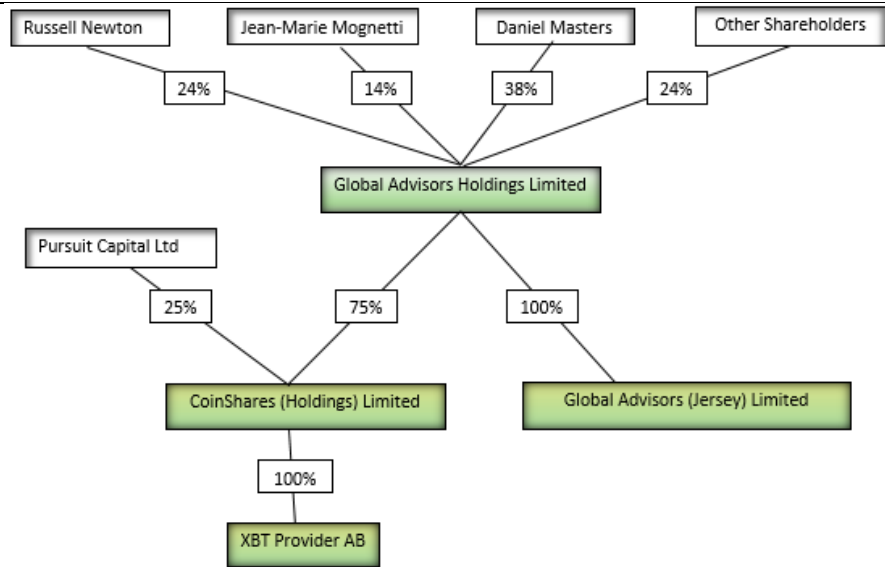 Russell Newton
Jean-Marie Mognetti
Daniel Masters
Other Shareholders
24%
14%
38%
24%
Global Advisors Holdings Limited
Pursuit Capital Ltd
25%
75%
100%
CoinShares (Holdings) Limited
Global Advisors (Jersey) Limited
100%
XBT Provider AB